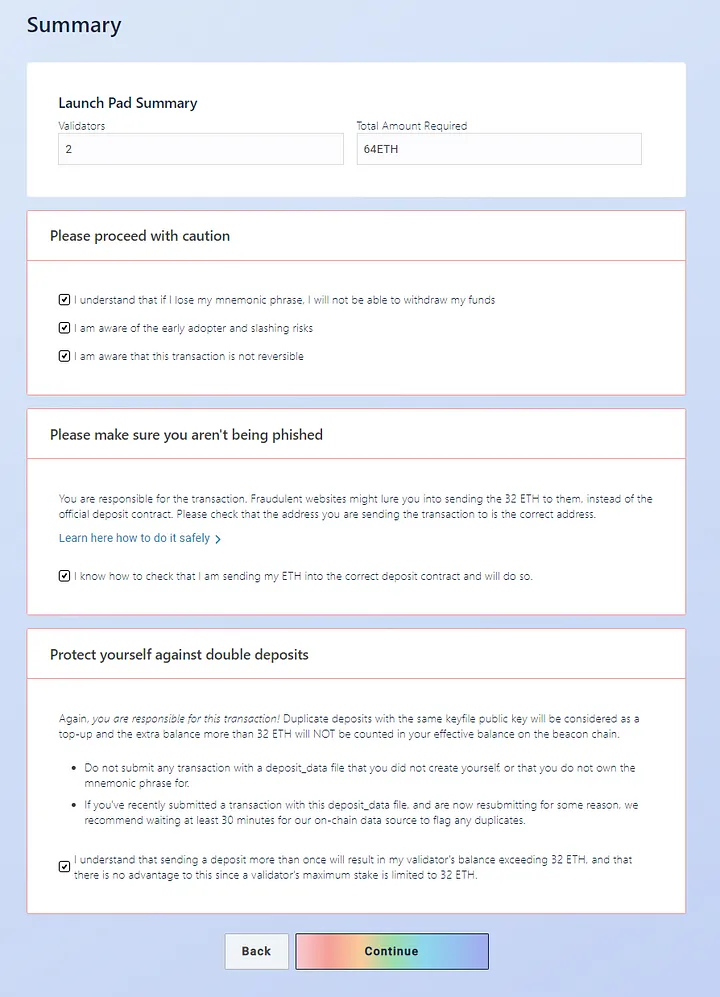 Summary
Launch Pad Summary
Validators
Total Amount Required
2
64ETH
Please proceed with caution
I understand that if I lose my mnemonic phrase, I will not be able to withdraw my funds
I am aware of the early adopter and slashing risks
I am aware that this transaction is not reversible
Please make sure you aren't being phished
You are responsible for the transaction. Fraudulent websites might lure you into sending the 32 ETH to them, instead of the
official deposit contract. Please check that the address you are sending the transaction to is the correct address.
Learn here how to do it safely
I know how to check that I am sending my ETH into the correct deposit contract and will do so.
Protect yourself against double deposits
Again, you are responsible for this transaction! Duplicate deposits with the same keyfile public key will be considered as a
top-up and the extra balance more than 32 ETH will NOT be counted in your effective balance on the beacon chain.
Do not submit any transaction with a deposit_data file that you did not create yourself, or that you do not own the
mnemonic phrase for.
If you've recently submitted a transaction with this deposit_data file, and are now resubmitting for some reason, we
recommend waiting at least 30 minutes for our on-chain data source to flag any duplicates.
I understand that sending a deposit more than once will result in my validator's balance exceeding 32 ETH, and that
there is no advantage to this since a validator's maximum stake is limited to 32 ETH.
Back
Continue